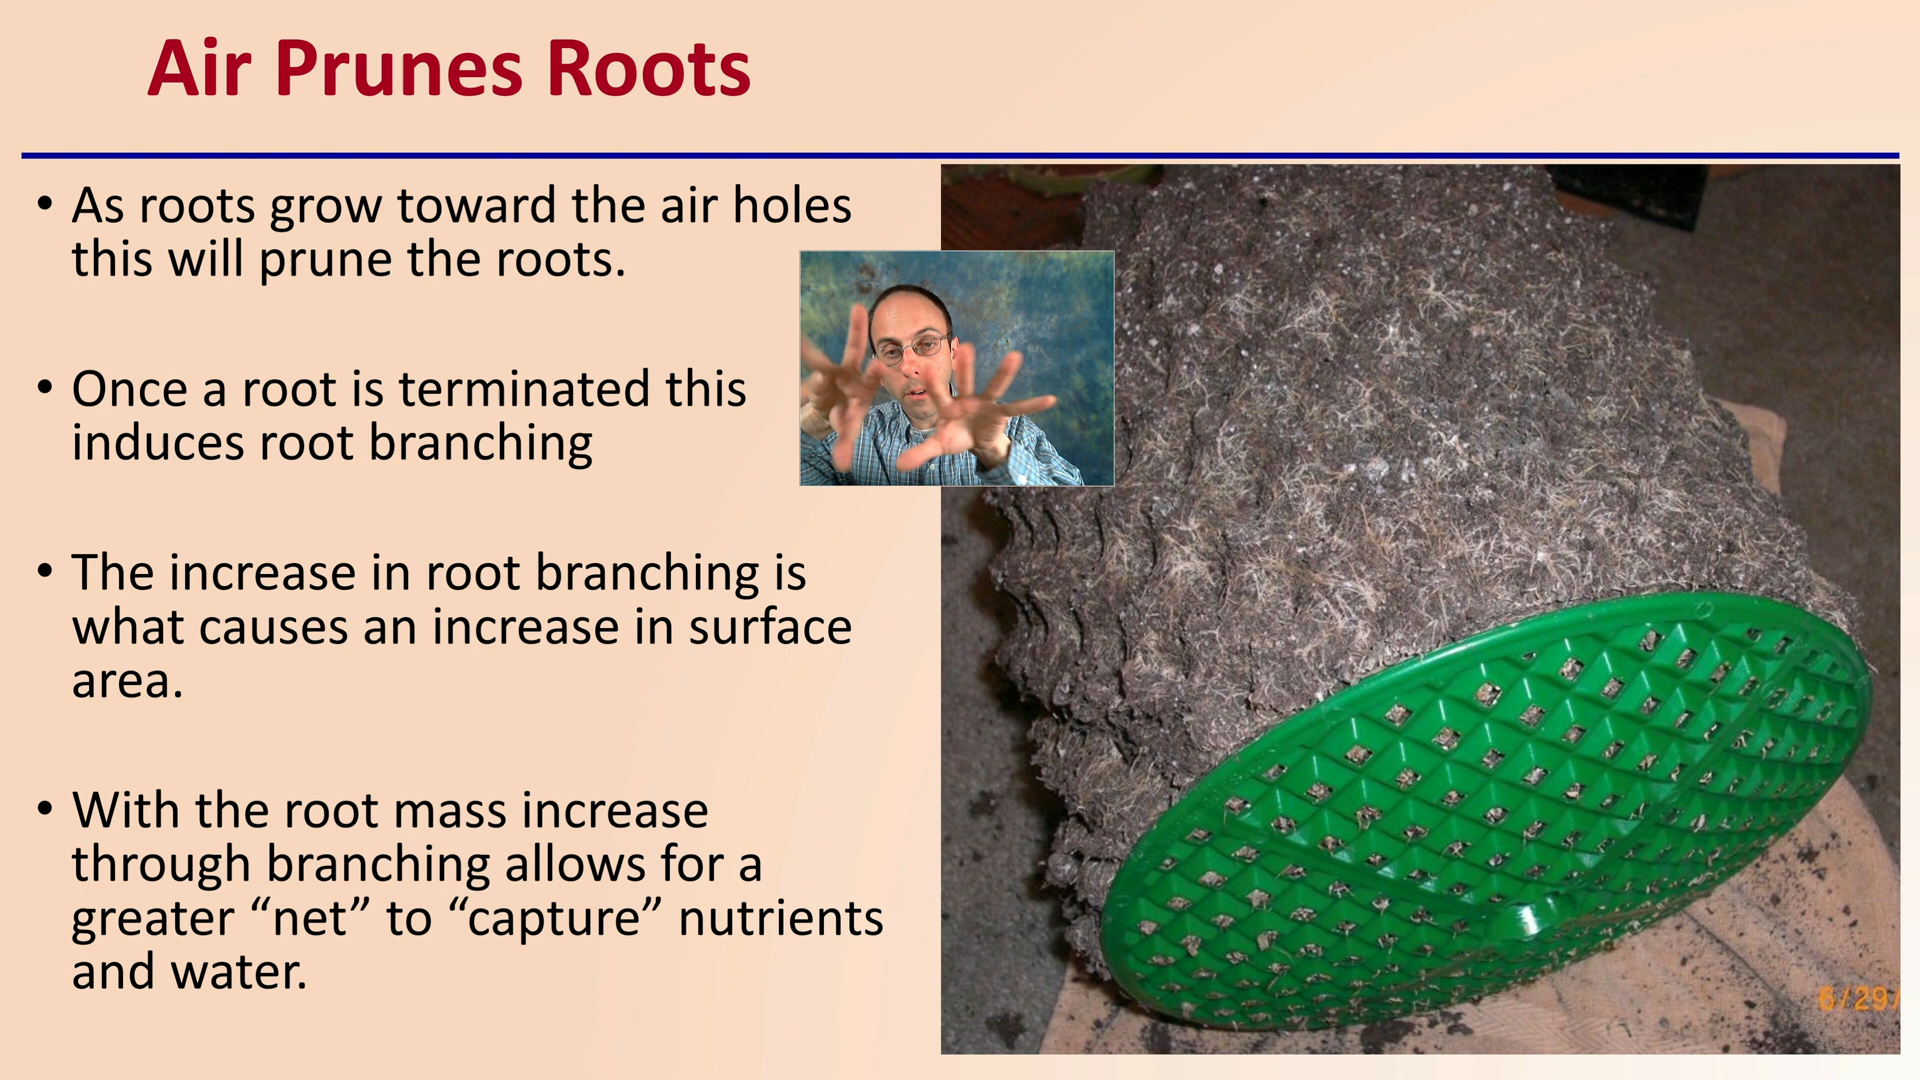 Air Prunes Roots
• As roots grow toward the air holes
this will prune the roots.
• Once a root is terminated this
induces root branching
• The increase in root branching is
what causes an increase in surface
area.
• With the root mass increase
through branching allows for a
greater “net” to “capture” nutrients
and water.
6/29/